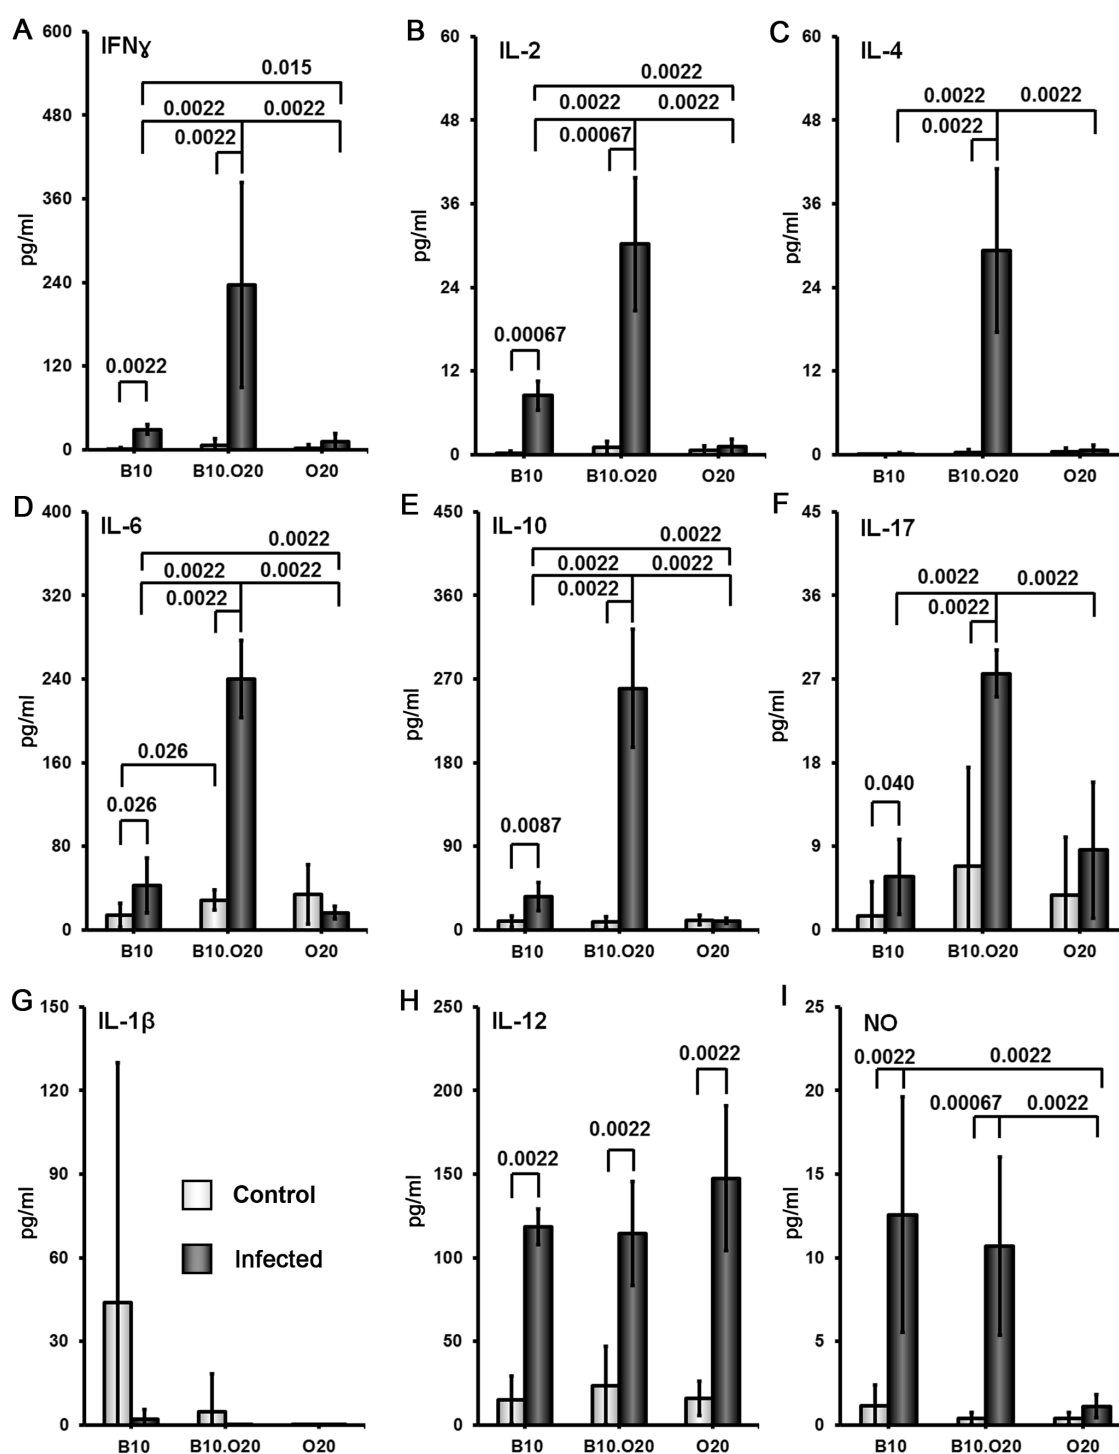 A
IFNɣ
600
480
360
240
120
0
pg/ml
0.015
0.0022 0.0022
0.0022
0.0022
B10 B10.O20 O20
B
IL-2
60
48
36
24
12
0
pg/ml
0.0022
0.0022 0.0022
0.00067
0.00067
B10 B10.O20 O20
C
IL-4
60
48
36
24
12
0
pg/ml
0.0022 0.0022
0.0022
B10 B10.O20 O20
D
IL-6
400
320
240
160
80
0
pg/ml
0.0022
0.0022 0.0022
0.0022
0.026
0.026
B10 B10.O20 O20
E
IL-10
450
360
270
180
90
0
pg/ml
0.0022
0.0022 0.0022
0.0022
0.0087
B10 B10.O20 O20
F
IL-17
45
36
27
18
9
0
pg/ml
0.0022 0.0022
0.0022
0.040
B10 B10.O20 O20
G
IL-1β
150
120
90
60
30
0
pg/ml
Control
Infected
B10 B10.O20 O20
H
IL-12
250
200
150
100
50
0
pg/ml
0.0022
0.0022
0.0022
B10 B10.O20 O20
I
NO
25
20
15
10
5
0
pg/ml
0.0022 0.0022
0.00067 0.0022
B10 B10.O20 O20